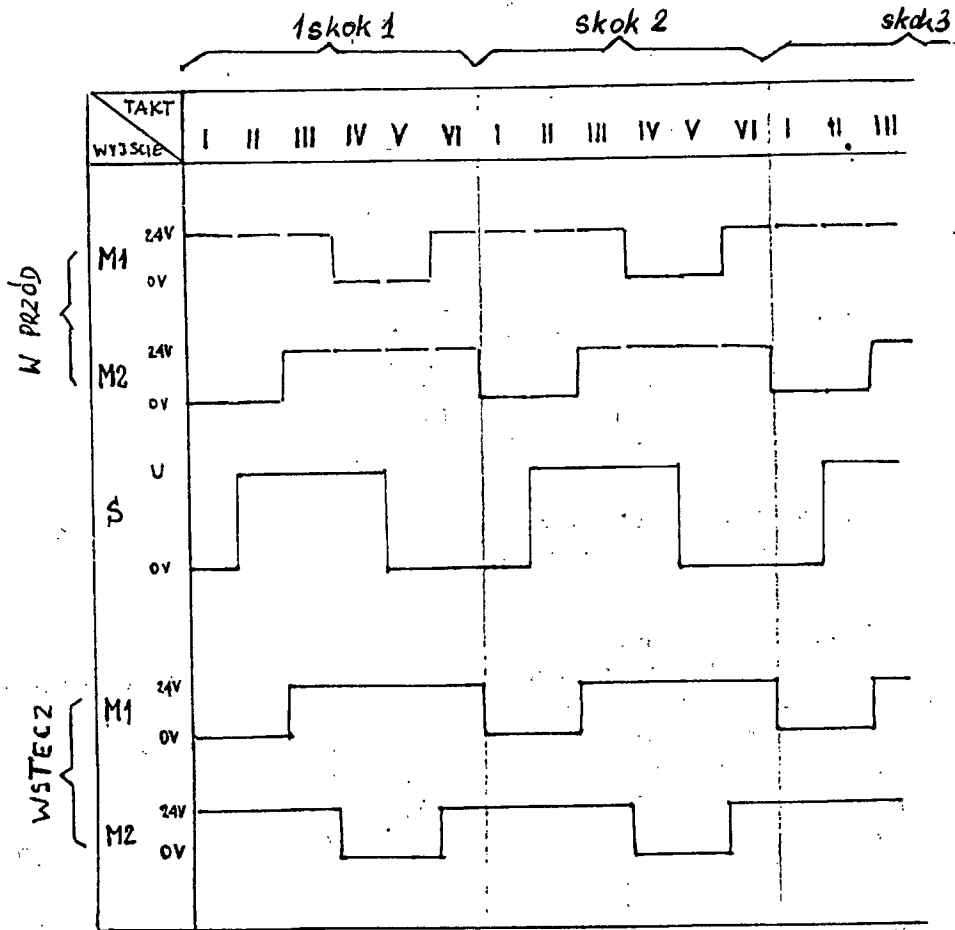 1skok 1 skok 2 skok3
TAKT
WYJSCIE
I II III IV V VI I II III IV V VI I II III
W PRZÓD
M1 24V
0V
M2 24V
0V
S U
0V
WSTECZ
M1 24V
0V
M2 24V
0V